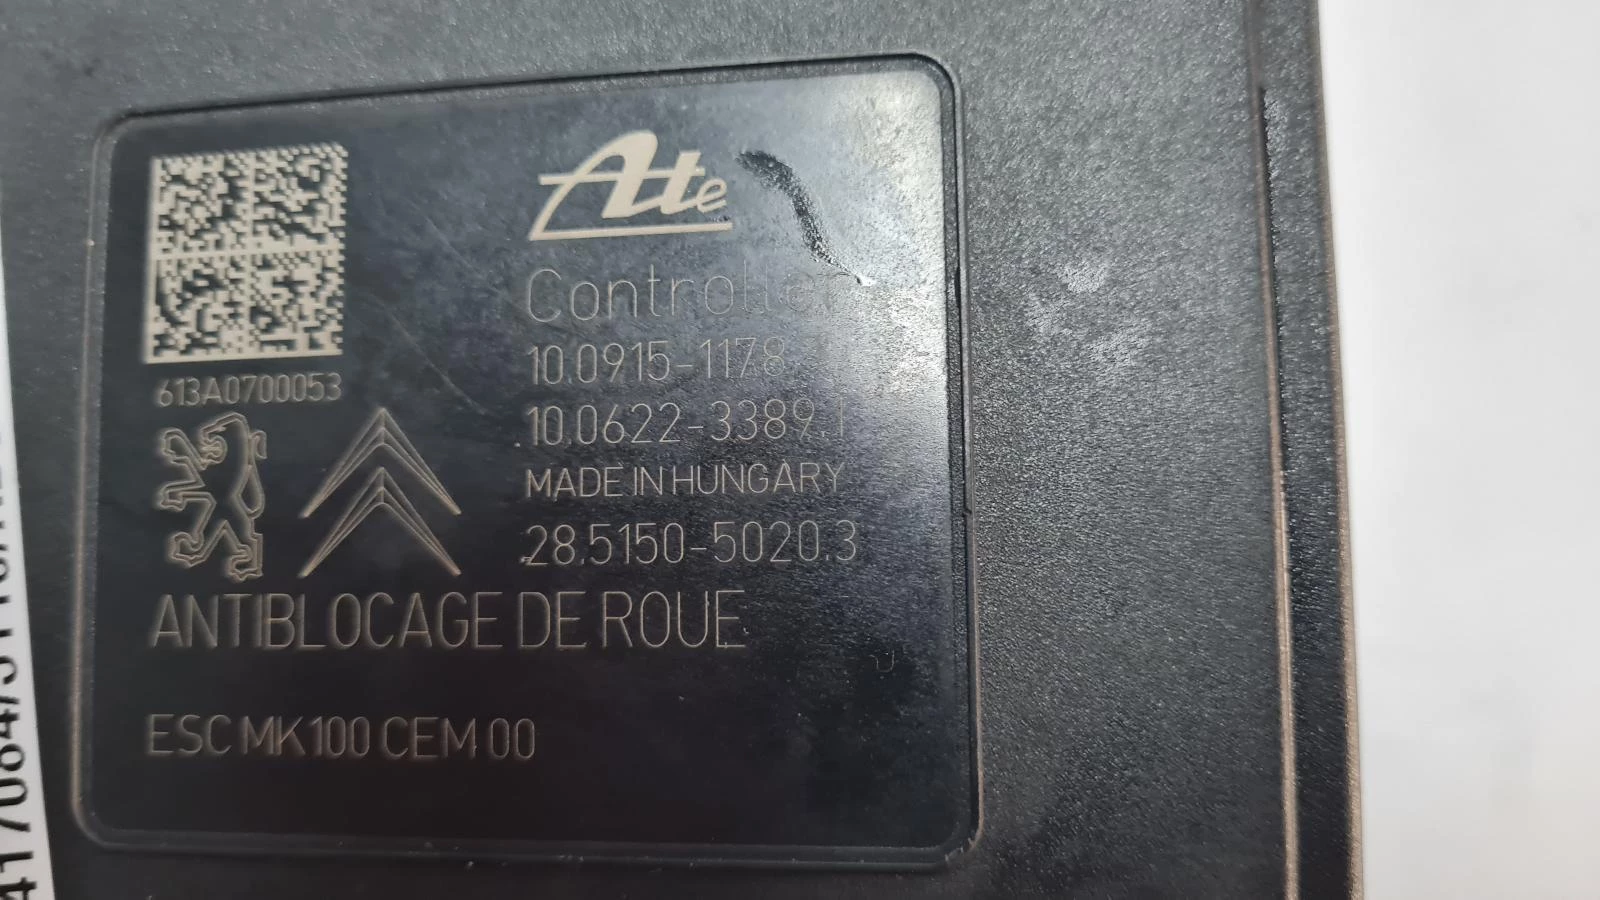 Ate
Controller
10.0915-1178
613A0700053
10.0622-3389.1
MADE IN HUNGARY
28.5150-5020.3
ANTIBLOCAGE DE ROUE
ESC MK100 CEM 00